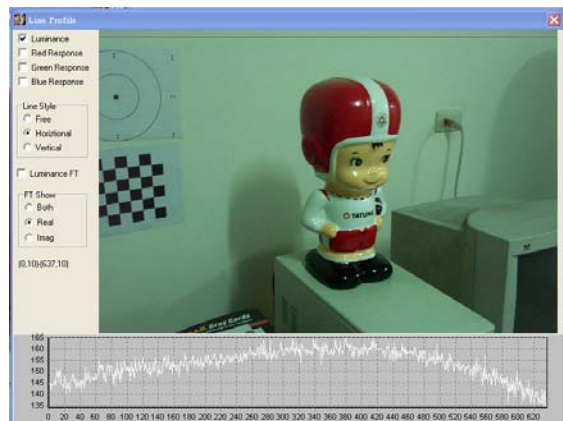 Line Profile
Luminance
Red Response
Green Response
Blue Response
Line Style
Free
Horiztional
Vertical
Luminance FT
FT Show
Both
Real
Imag
(0,10)-(637,10)
TATUNG
165
160
155
150
145
140
135
0 20 40 60 80 100 120 140 160 180 200 220 240 260 280 300 320 340 360 380 400 420 440 460 480 500 520 540 560 580 600 620